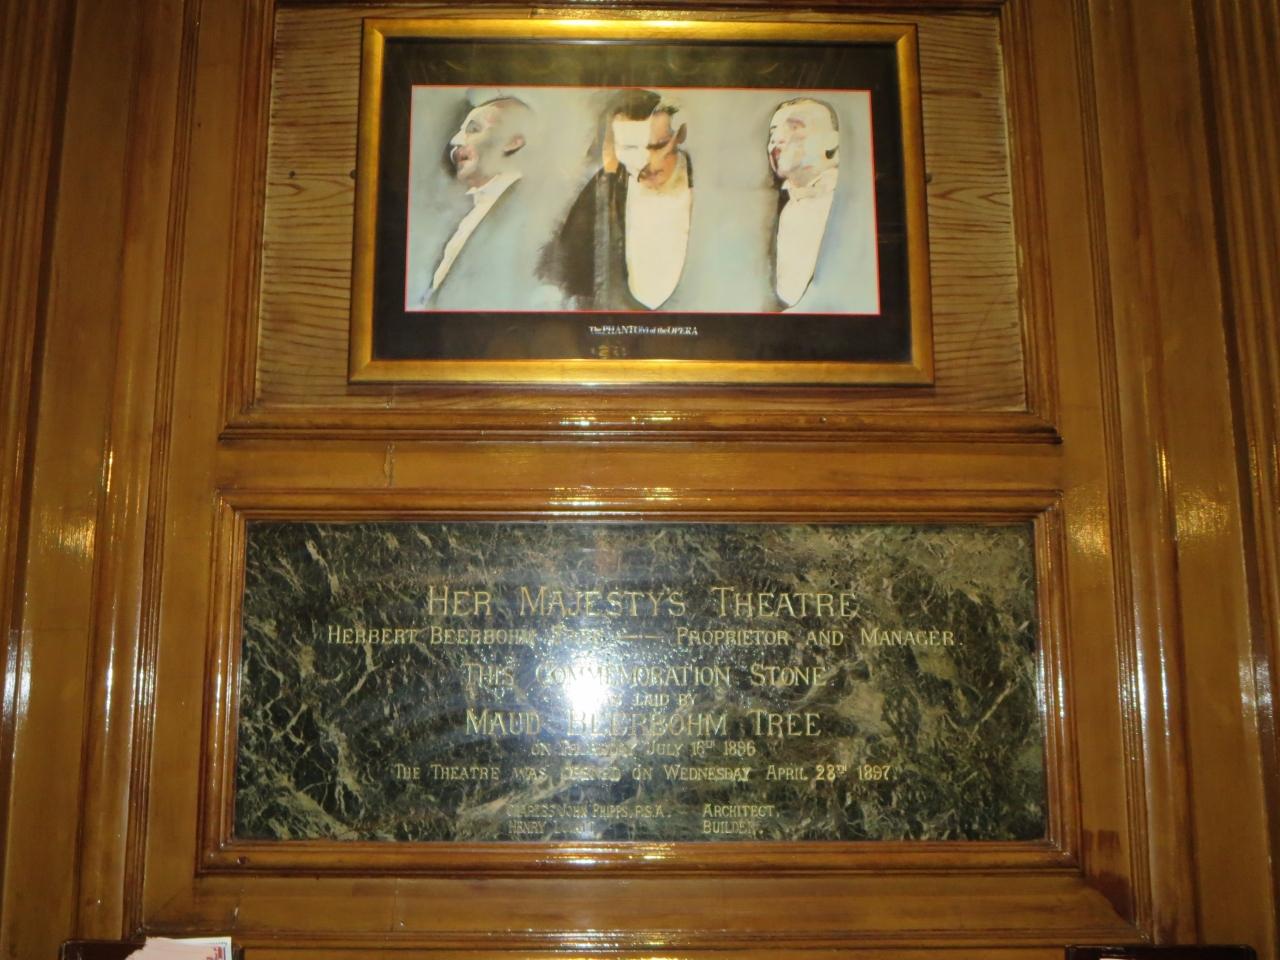 The PHANTOM of the OPERA
HER MAJESTY'S THEATRE
HERBERT BEERBOHM TREE — PROPRIETOR AND MANAGER.
THIS COMMEMORATION STONE
LAID BY
MAUD BEERBOHM TREE
ON THURSDAY JULY 16TH 1896
THE THEATRE WAS OPENED ON WEDNESDAY APRIL 28TH 1897.
CHARLES JOHN PHIPPS, F.S.A. ARCHITECT.
HENRY BUILDER.